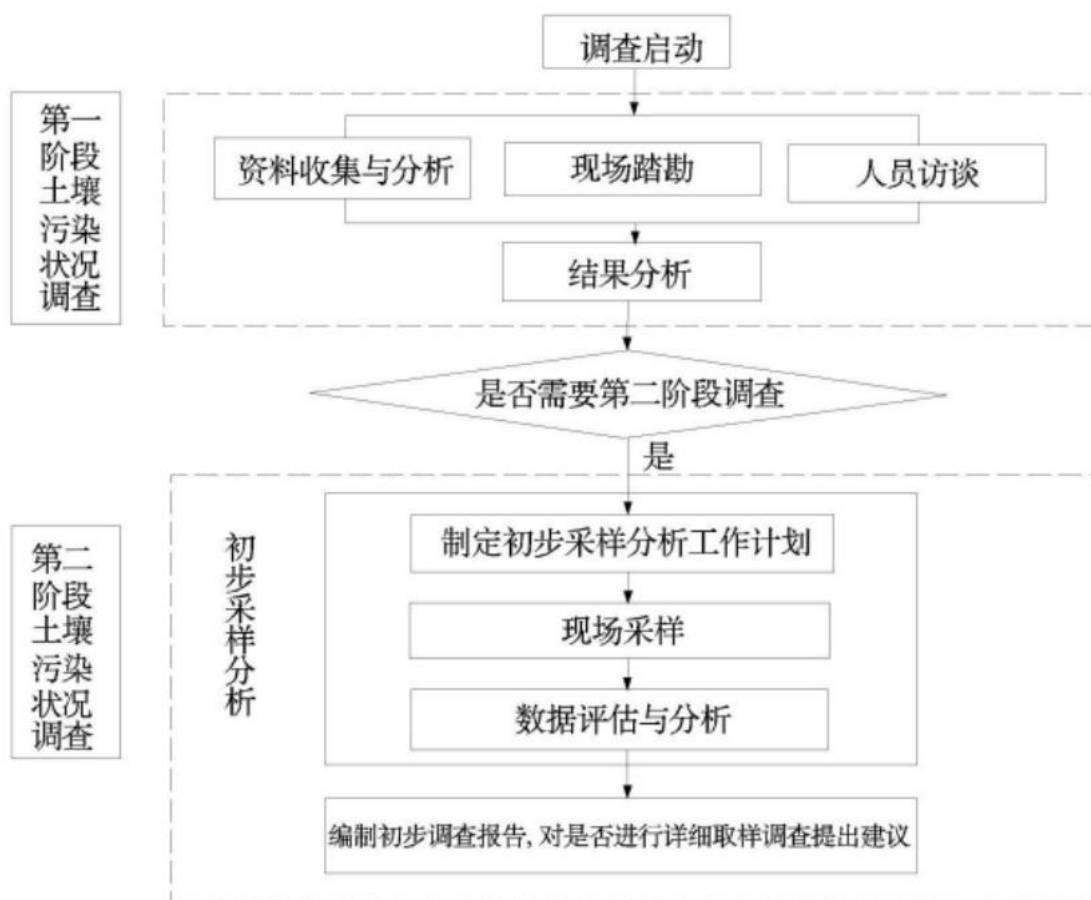 调查启动
第一
阶段
土壤
污染
状况
调查
资料收集与分析
现场踏勘
人员访谈
结果分析
是否需要第二阶段调查
是
第二
阶段
土壤
污染
状况
调查
初步采样分析
制定初步采样分析工作计划
现场采样
数据评估与分析
编制初步调查报告, 对是否进行详细取样调查提出建议